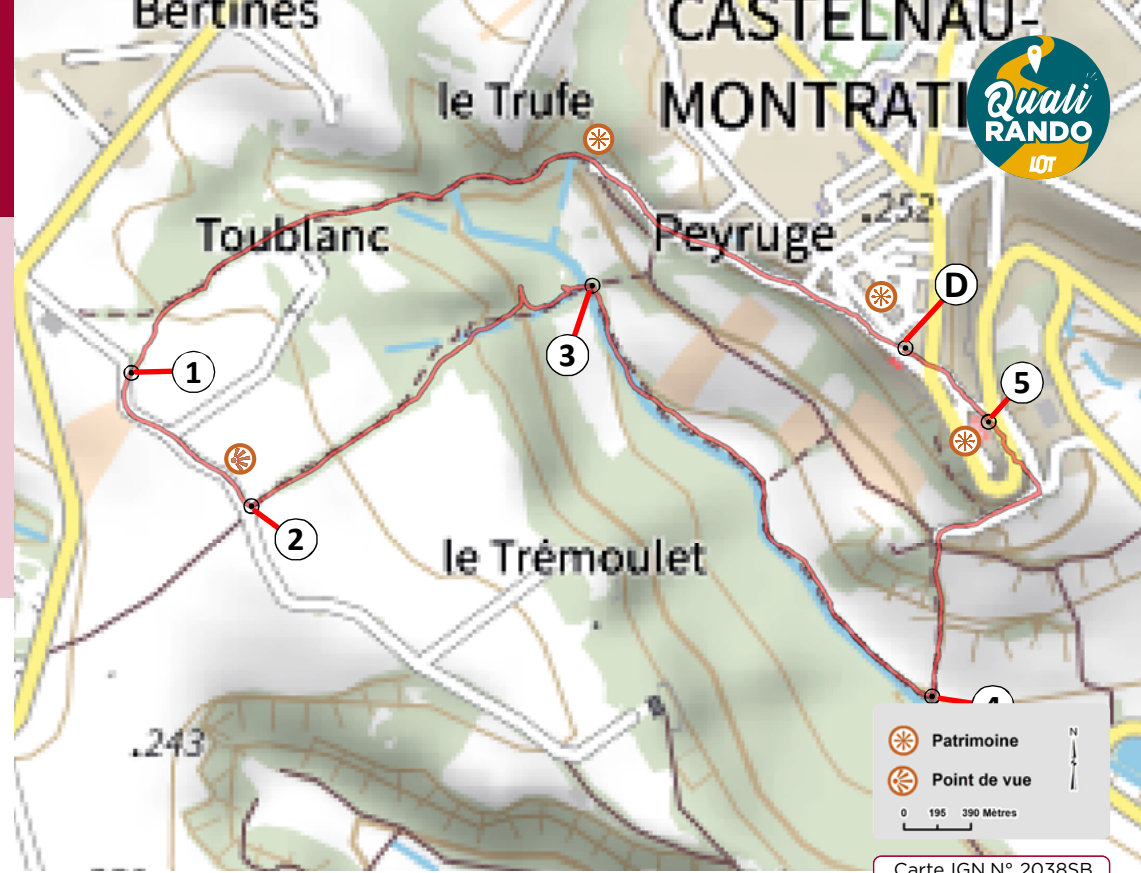 Bertines
CASTELNAU-
MONTRATI
le Trufe
Quali
RANDO
LOT
.252
Toublanc
Peyruge
D
3
1
5
2
le Trémoulet
4
.243
Patrimoine
Point de vue
N
0 195 390 Mètres
Carte IGN N° 2038SB